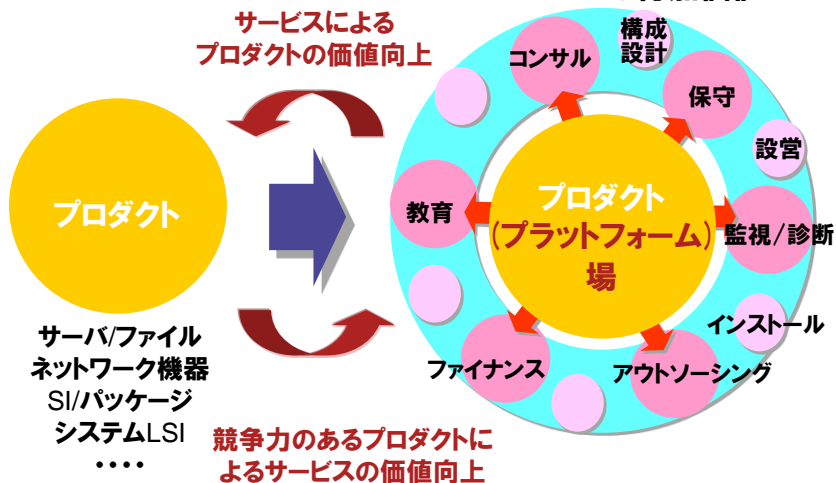 サービスによる
プロダクトの価値向上
プロダクト
サーバ/ファイル
ネットワーク機器
SI/パッケージ
システムLSI
・・・・
競争力のあるプロダクトに
よるサービスの価値向上
構成
設計
コンサル
保守
設営
教育
プロダクト
(プラットフォーム)
場
監視/診断
インストール
ファイナンス
アウトソーシング